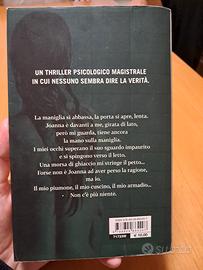 UN THRILLER PSICOLOGICO MAGISTRALE
IN CUI NESSUNO SEMBRA DIRE LA VERITÀ.
La maniglia si abbassa, la porta si apre, lenta.
Joanna è davanti a me, girata di lato,
però mi guarda, tiene ancora
la mano sulla maniglia.
I miei occhi superano il suo sguardo impaurito
e si spingono verso il letto.
Una morsa di ghiaccio mi stringe il petto...
Forse non è Joanna ad aver perso la ragione,
ma io.
Il mio piumone, il mio cuscino, il mio armadio...
Non c'è più niente.
subito